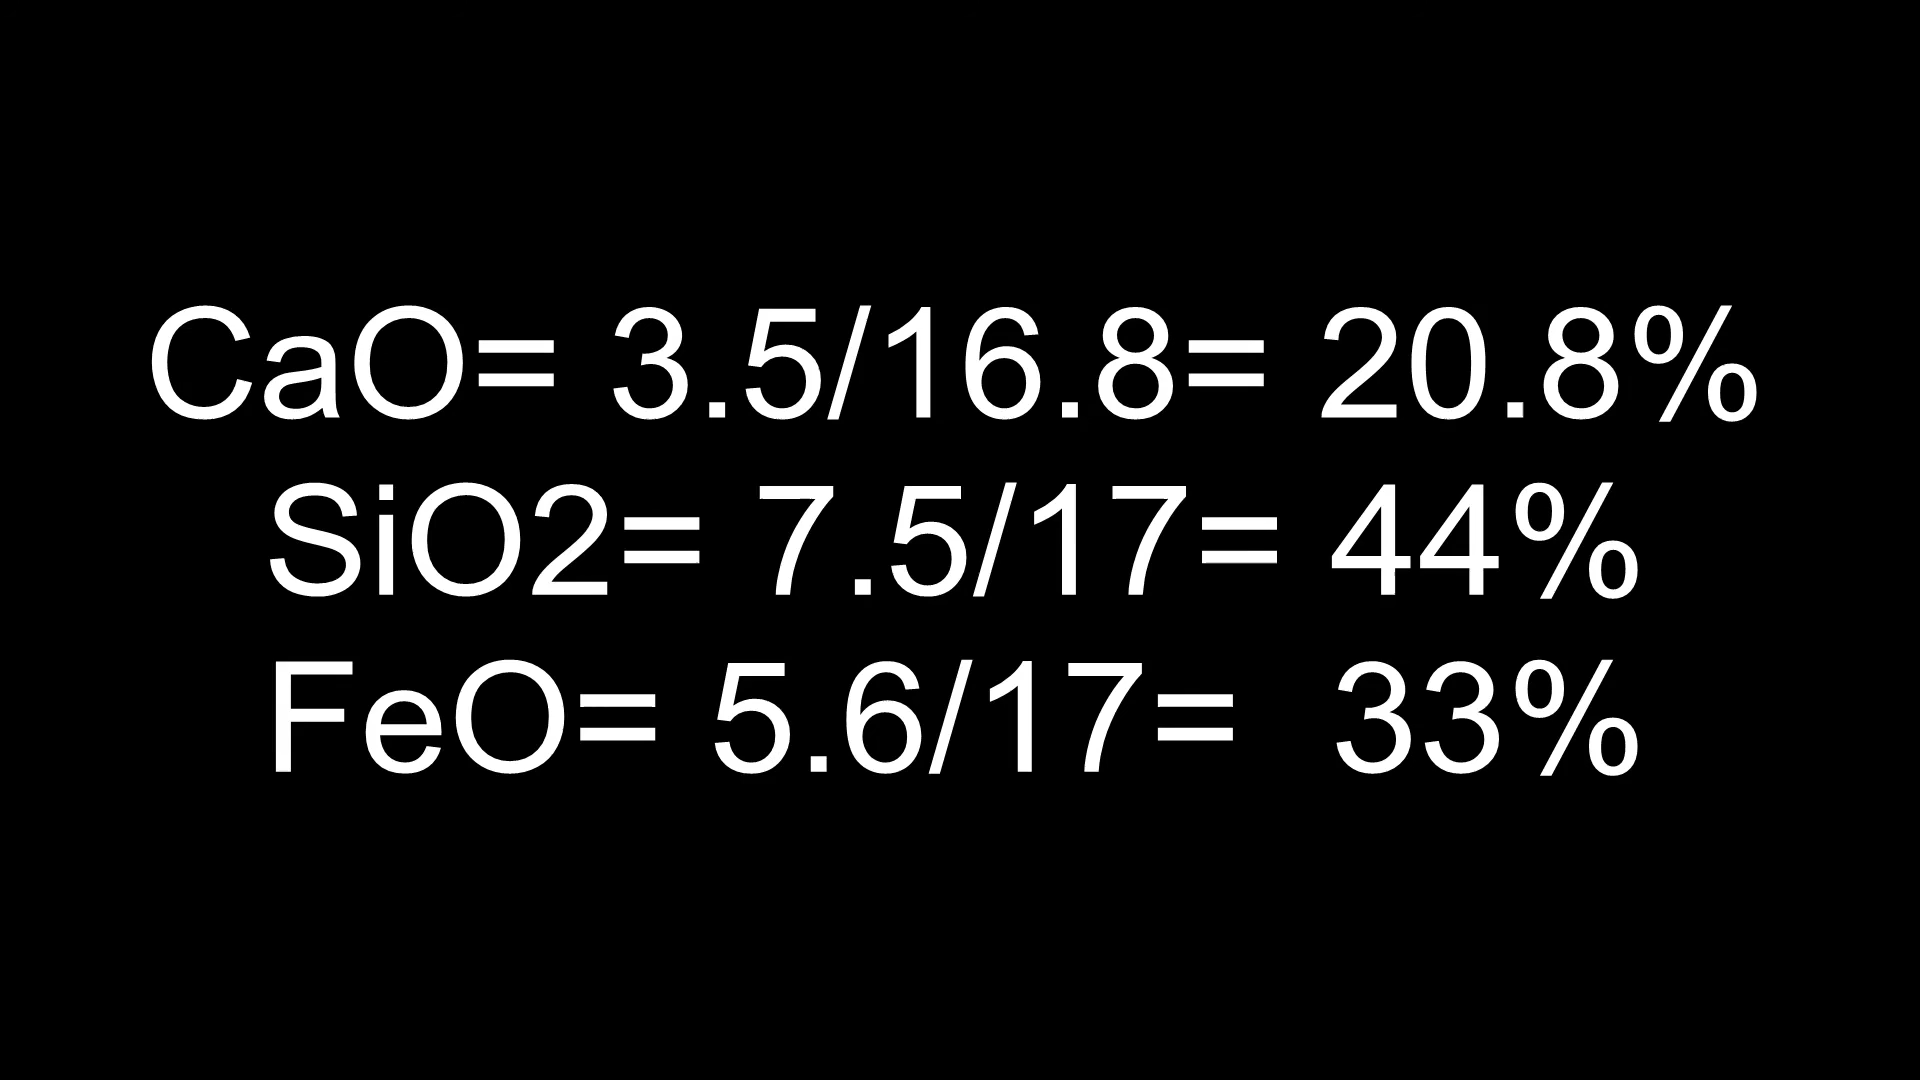 CaO= 3.5/16.8= 20.8%
SiO2= 7.5/17= 44%
FeO= 5.6/17=  33%